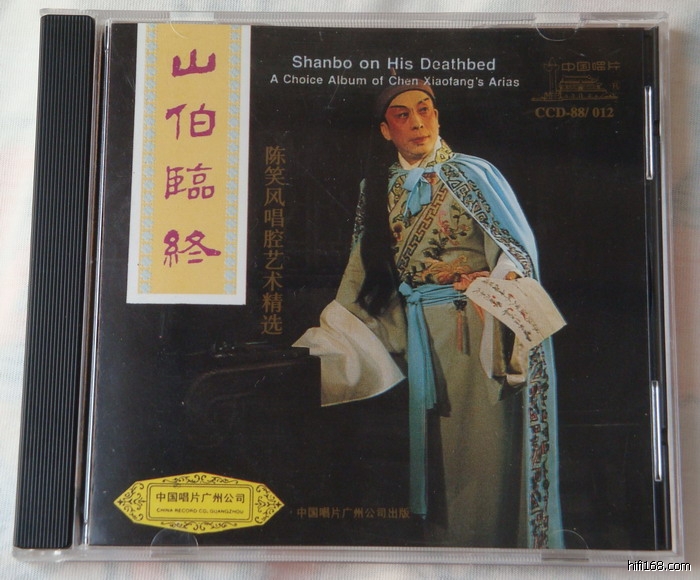 山伯臨終
Shanbo on His Deathbed
A Choice Album of Chen Xiaofang's Arias
中国唱片
CCD-88/ 012
陈笑风唱腔艺术精选
中国唱片广州公司
CHINA RECORD CO. GUANGZHOU
中国唱片广州公司出版
hifi168.com